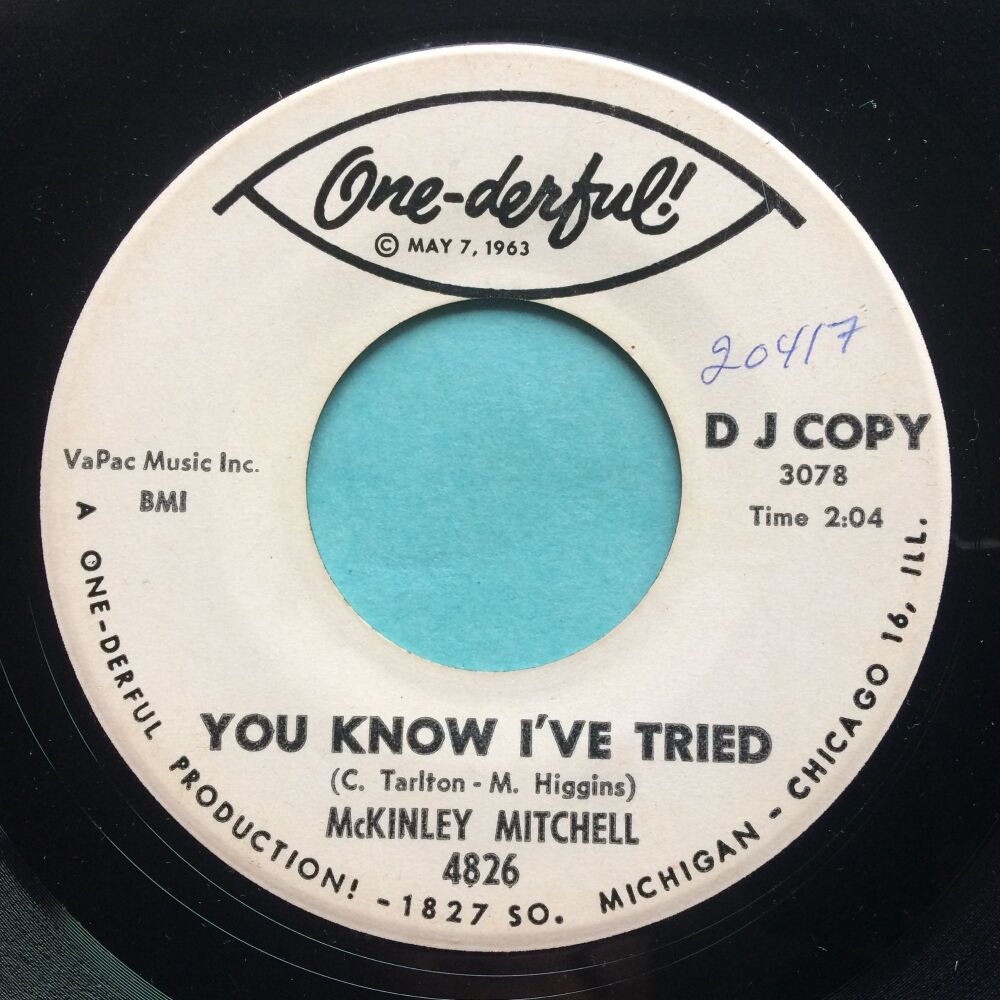 One-derful!
© MAY 7, 1963
20417
D J COPY
3078
Time 2:04
VaPac Music Inc.
BMI
YOU KNOW I'VE TRIED
(C. Tarlton - M. Higgins)
McKINLEY MITCHELL
4826
A ONE-DERFUL PRODUCTION! - 1827 SO. MICHIGAN - CHICAGO 16, ILL.